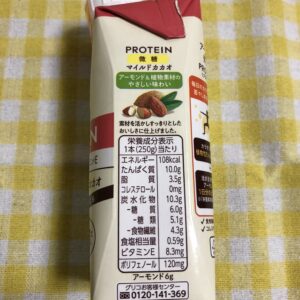 PROTEIN
微糖
マイルドカカオ
アーモンド&植物素材の
やさしい味わい
素材を活かしすっきりとした
おいしさに仕上げました。
栄養成分表示
1本(250g)当たり
エネルギー 108kcal
たんぱく質 10.0g
脂質 3.5g
コレステロール 0mg
炭水化物 10.3g
-糖質 6.0g
-糖類 5.2g
-食物繊維 4.3g
食塩相当量 0.59g
ビタミンE 8.3mg
ポリフェノール 120mg
アーモンド6g
グリコお客様センター
0120-141-369